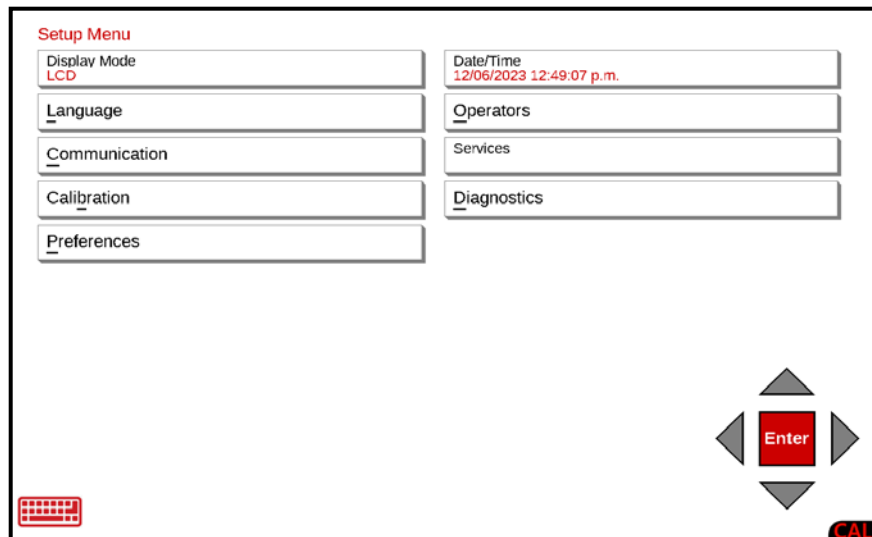 Setup Menu
Display Mode
LCD
Date/Time
12/06/2023 12:49:07 p.m.
Language
Operators
Communication
Services
Calibration
Diagnostics
Preferences
Enter
CAL